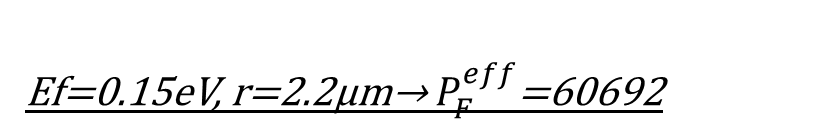 Ef=0.15eV, r=2.2μm→ P_F^eff =60692